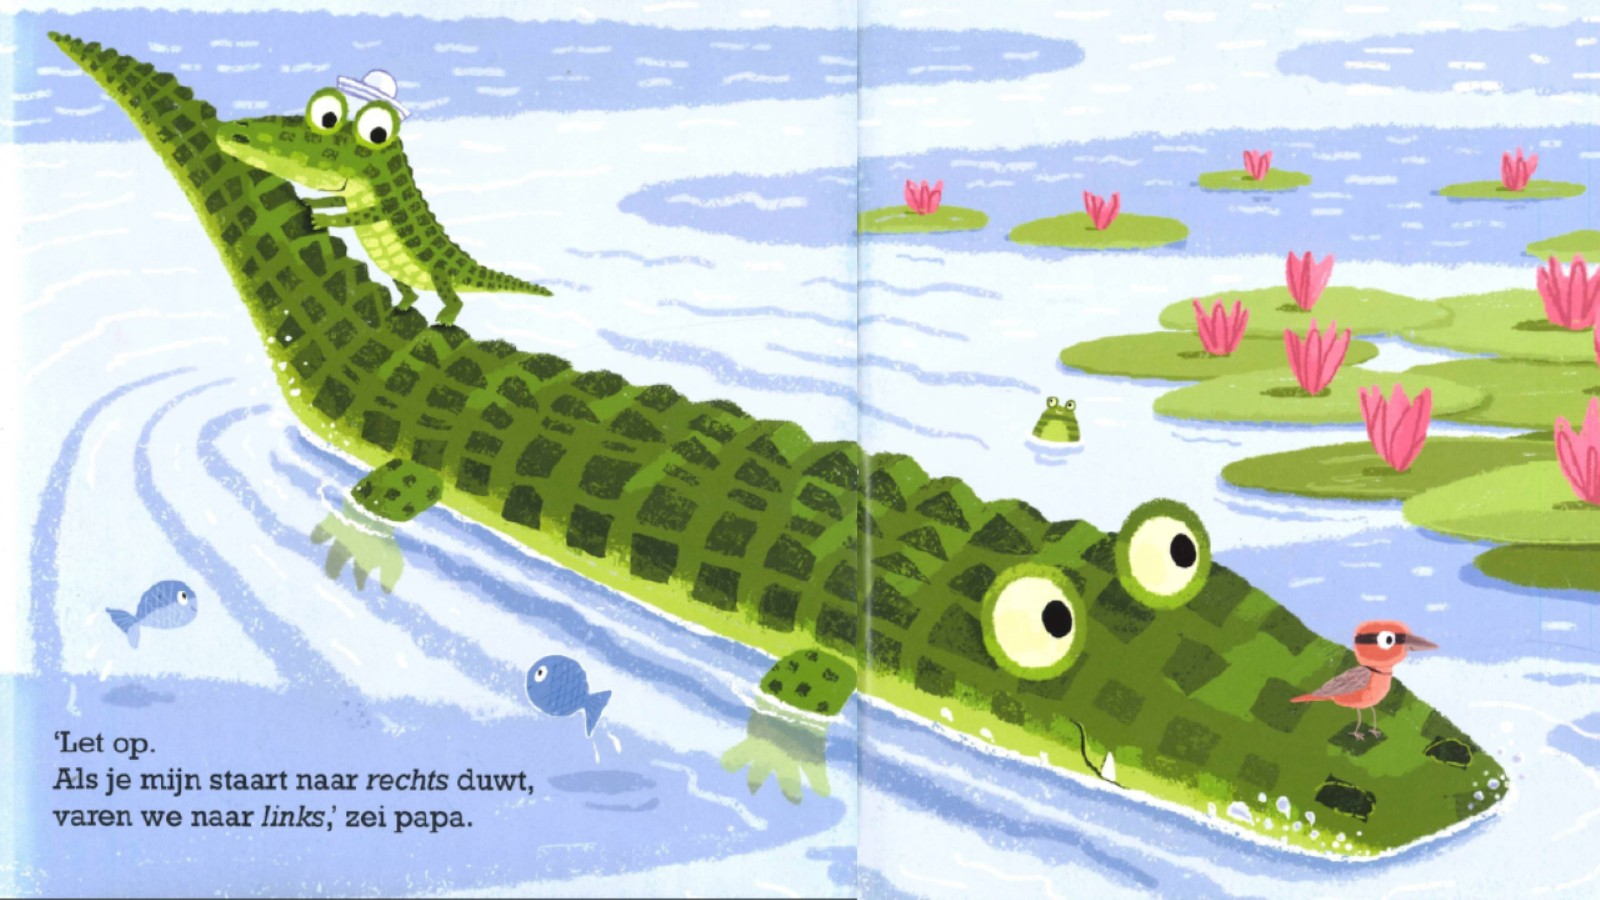 ‘Let op.
Als je mijn staart naar rechts duwt,
varen we naar links,’ zei papa.